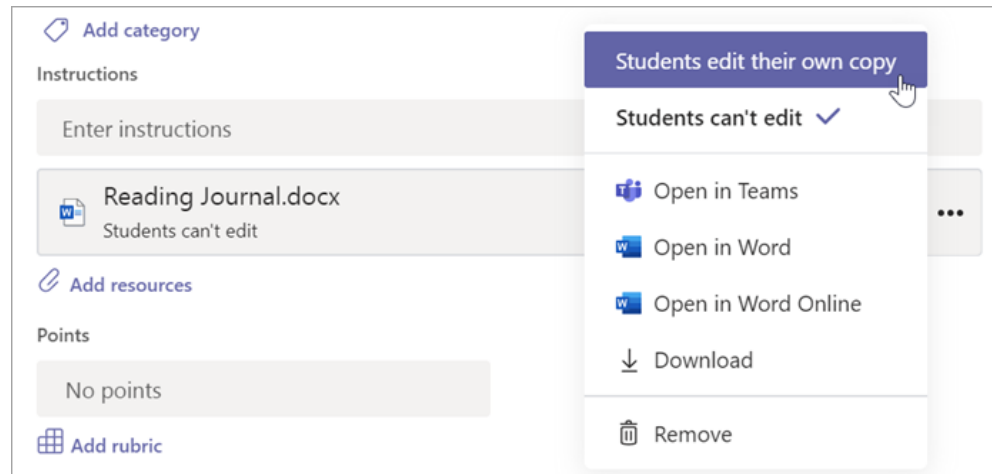 Add category
Instructions
Enter instructions
Reading Journal.docx
Students can't edit
Add resources
Points
No points
Add rubric
Students edit their own copy
Students can't edit
Open in Teams
Open in Word
Open in Word Online
Download
Remove